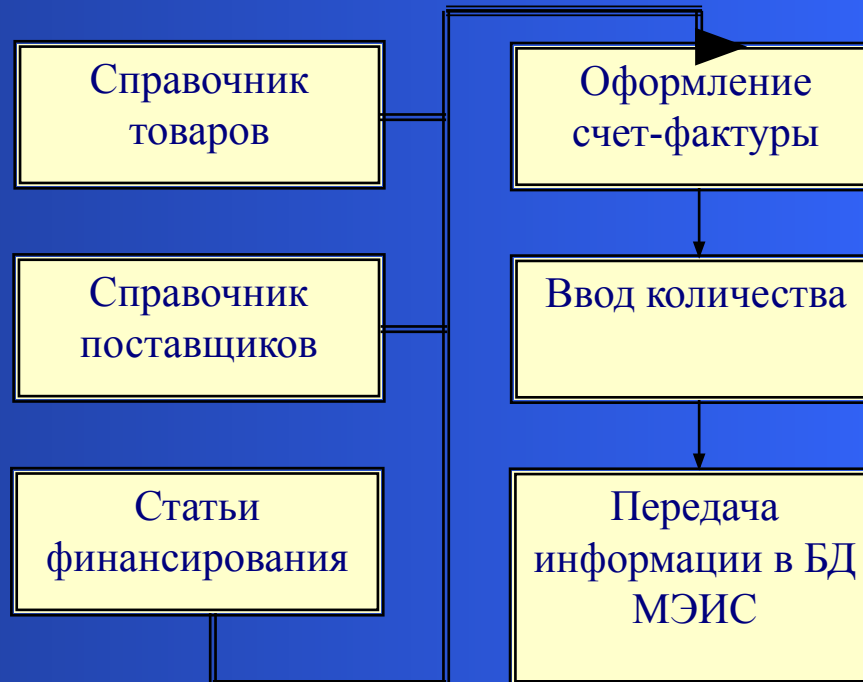 Справочник
товаров
Справочник
поставщиков
Статьи
финансирования
Оформление
счет-фактуры
Ввод количества
Передача
информации в БД
МЭИС